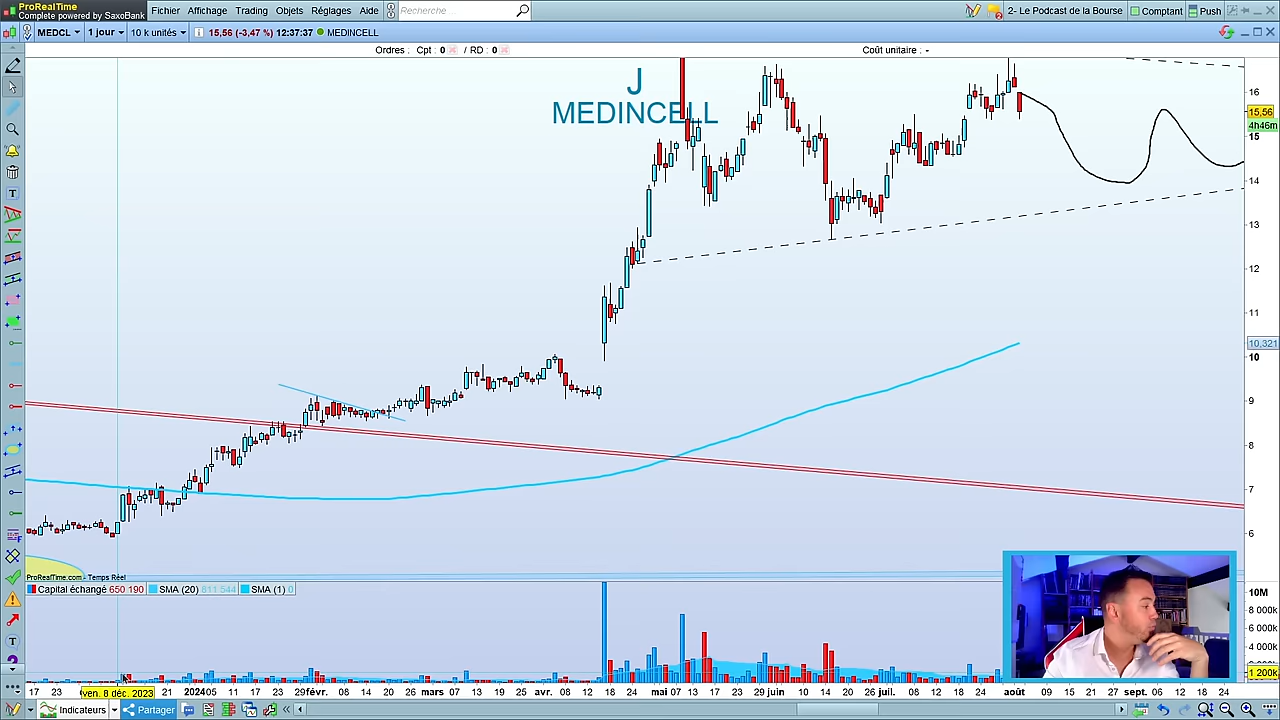 ProRealTime
Complete powered by SaxoBank
Fichier Affichage Trading Objets Réglages Aide Recherche 2- Le Podcast de la Bourse Comptant Push
MEDCL 1 jour 10 k unités 15,56 (-3,47 %) 12:37:37 MEDINCELL
Ordres : Cpt : 0 / RD : 0 Coût unitaire : -
J
MEDINCELL
16
15,56
4h46m
15
14
13
12
11
10,321
10
9
8
7
6
ProRealTime.com - Temps Réel
Capital échangé 650 190 SMA (20) 811 544 SMA (1) 0
10M
8 000k
6 000k
1 200k
17 23 ven. 8 déc. 2023 21 2024 05 11 17 23 29 févr. 08 14 20 26 mars 07 13 19 25 avr. 08 12 18 24 mai 07 13 17 23 29 juin 14 20 26 juil. 08 12 18 24 août 09 15 21 27 sept. 06 12 18 24
Indicateurs Partager